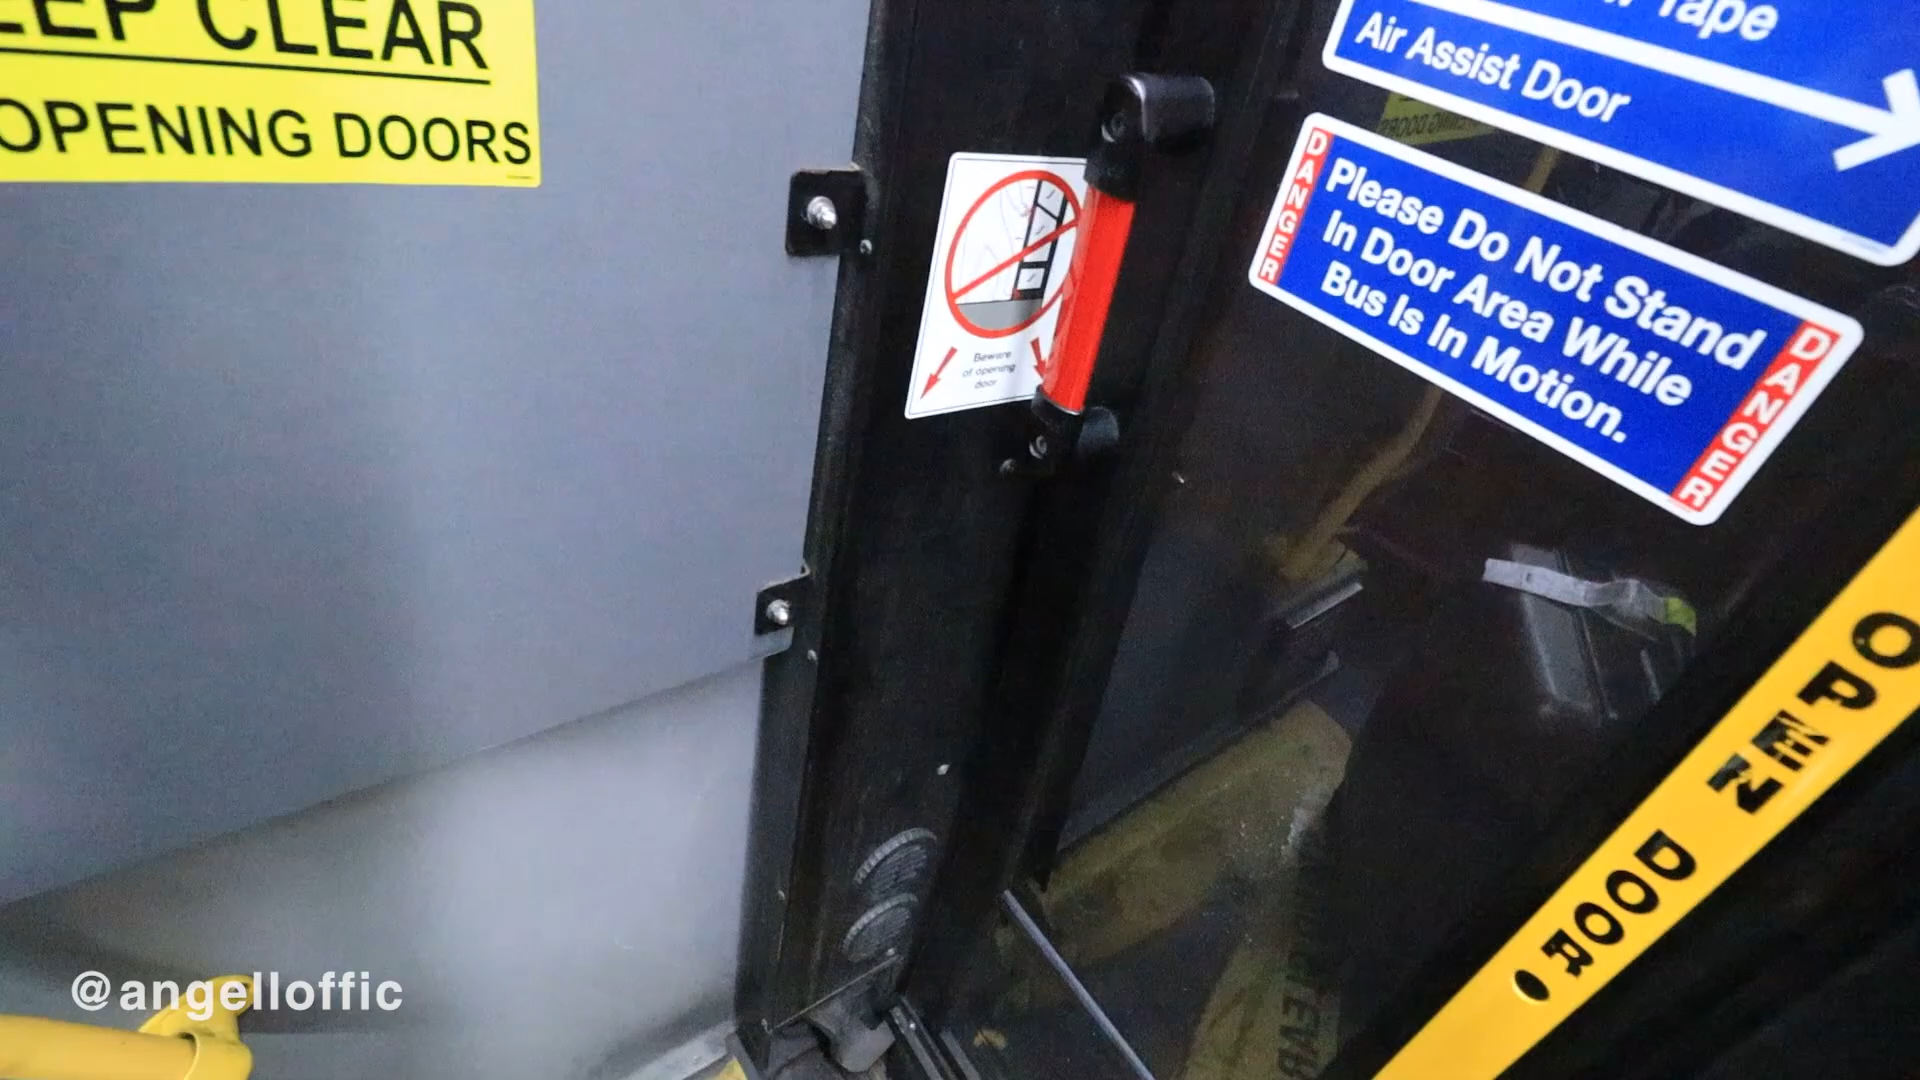 CLEAR
OPENING DOORS
Tape
Air Assist Door
DANGER
Please Do Not Stand
In Door Area While
Bus Is In Motion.
DANGER
Beware
of opening
door
OPEN
DOOR
@angelloffic